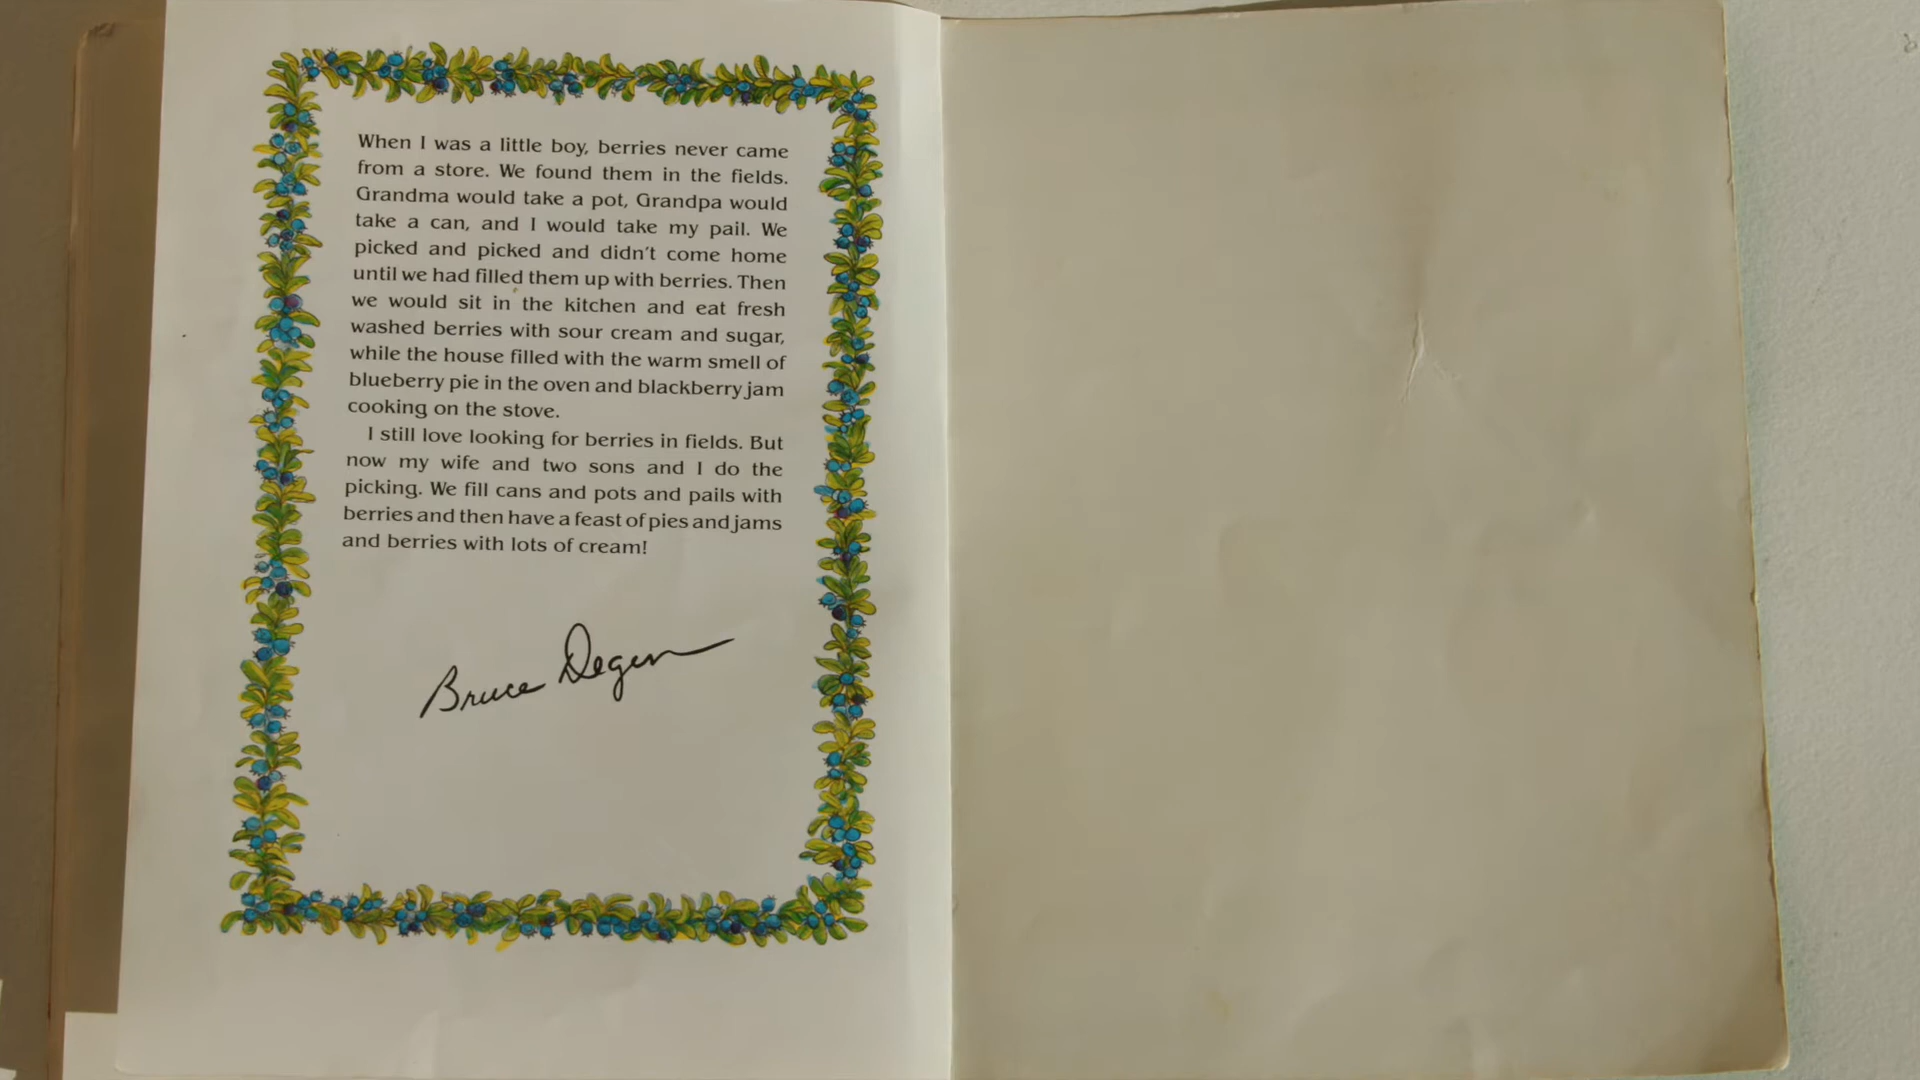 When I was a little boy, berries never came
from a store. We found them in the fields.
Grandma would take a pot, Grandpa would
take a can, and I would take my pail. We
picked and picked and didn't come home
until we had filled them up with berries. Then
we would sit in the kitchen and eat fresh
washed berries with sour cream and sugar,
while the house filled with the warm smell of
blueberry pie in the oven and blackberry jam
cooking on the stove.
I still love looking for berries in fields. But
now my wife and two sons and I do the
picking. We fill cans and pots and pails with
berries and then have a feast of pies and jams
and berries with lots of cream!
Bruce Degen